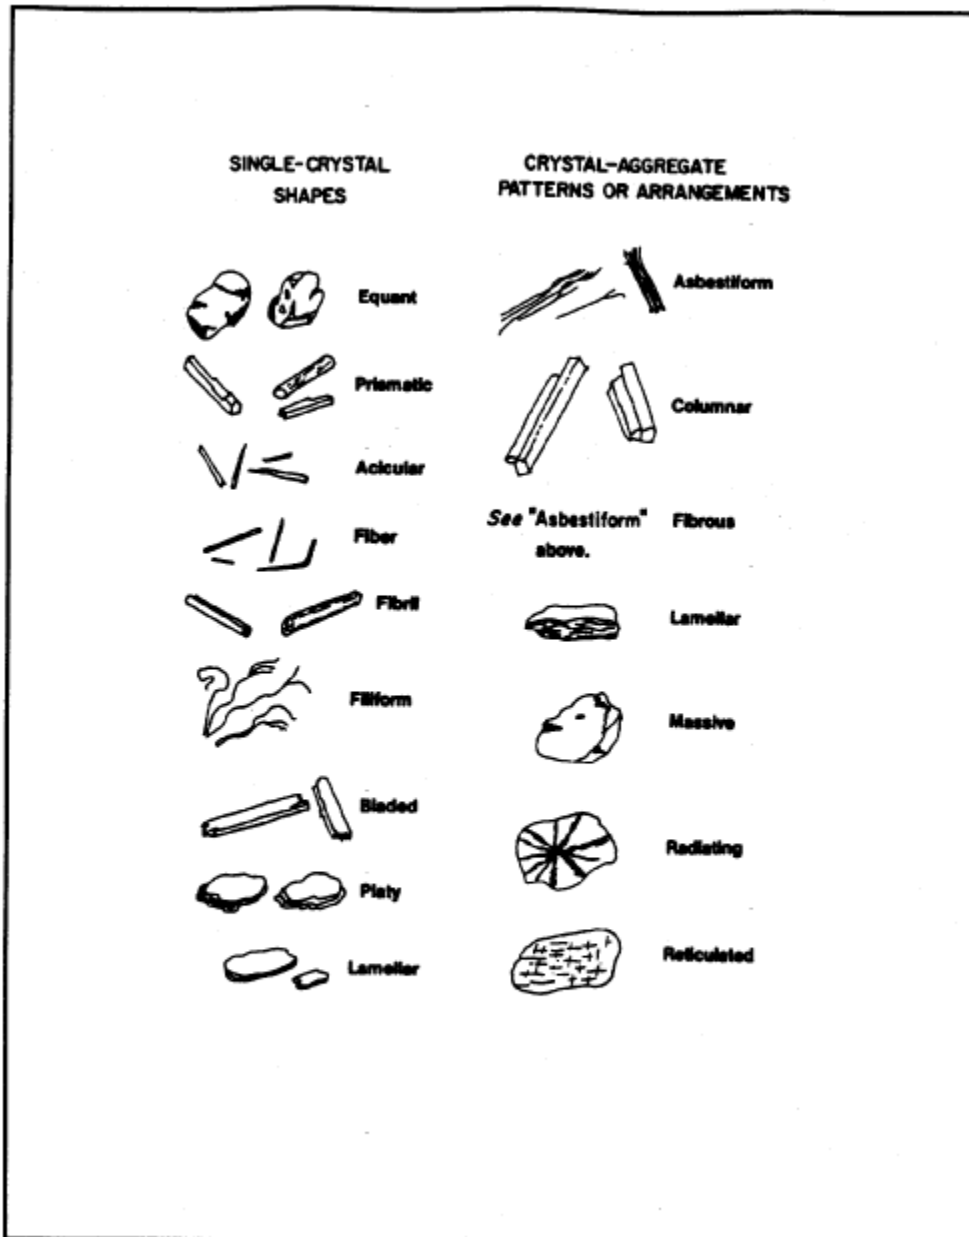 SINGLE-CRYSTAL
SHAPES
Equant
Prismatic
Acicular
Fiber
Fibril
Filiform
Bladed
Platy
Lamellar
CRYSTAL-AGGREGATE
PATTERNS OR ARRANGEMENTS
Asbestiform
Columnar
See "Asbestiform" Fibrous
above.
Lamellar
Massive
Radiating
Reticulated